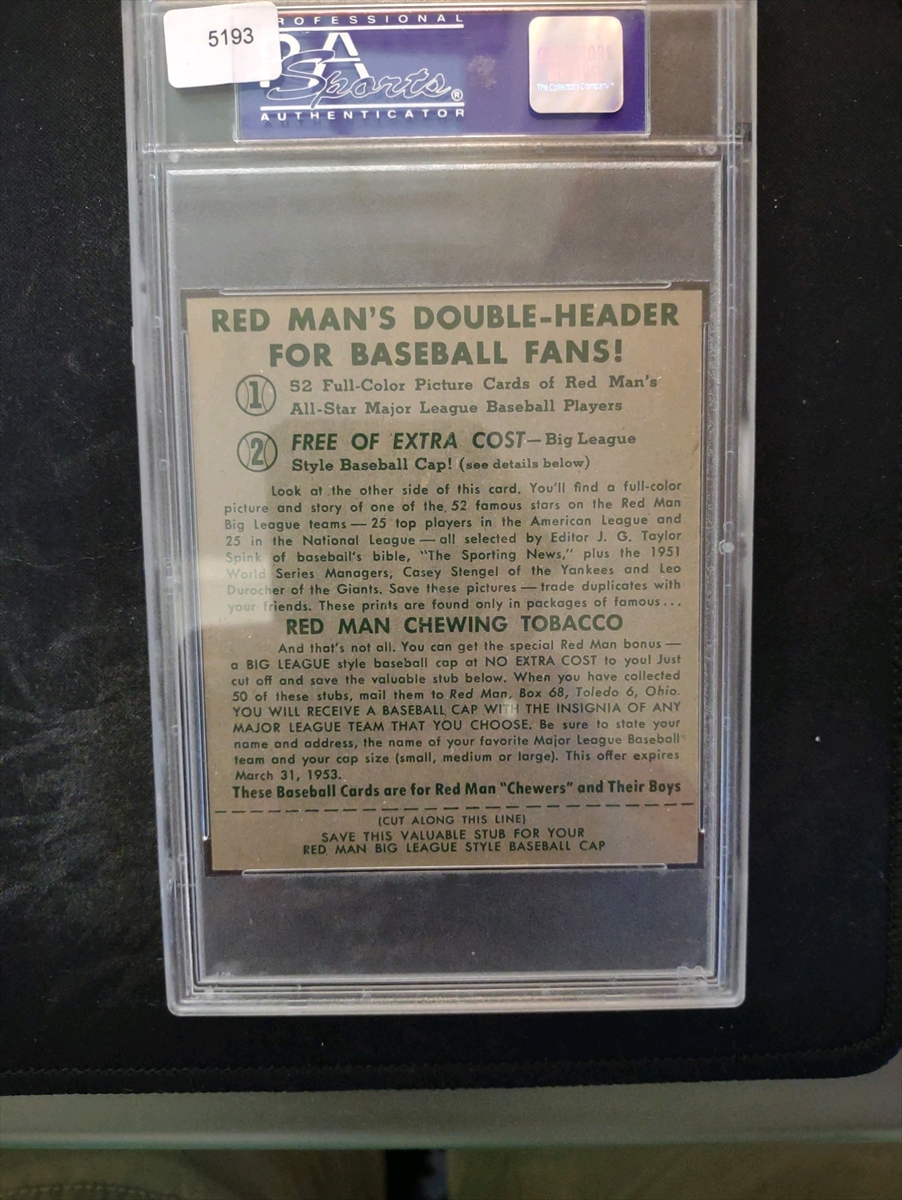 5193
PROFESSIONAL
PSA
Sports®
AUTHENTICATOR
The Collectors Company™
RED MAN'S DOUBLE-HEADER
FOR BASEBALL FANS!
1 52 Full-Color Picture Cards of Red Man's
All-Star Major League Baseball Players
2 FREE OF EXTRA COST—Big League
Style Baseball Cap! (see details below)
Look at the other side of this card. You'll find a full-color
picture and story of one of the 52 famous stars on the Red Man
Big League teams — 25 top players in the American League and
25 in the National League — all selected by Editor J. G. Taylor
Spink of baseball's bible, "The Sporting News," plus the 1951
World Series Managers, Casey Stengel of the Yankees and Leo
Durocher of the Giants. Save these pictures — trade duplicates with
your friends. These prints are found only in packages of famous...
RED MAN CHEWING TOBACCO
And that's not all. You can get the special Red Man bonus —
a BIG LEAGUE style baseball cap at NO EXTRA COST to you! Just
cut off and save the valuable stub below. When you have collected
50 of these stubs, mail them to Red Man, Box 68, Toledo 6, Ohio.
YOU WILL RECEIVE A BASEBALL CAP WITH THE INSIGNIA OF ANY
MAJOR LEAGUE TEAM THAT YOU CHOOSE. Be sure to state your
name and address, the name of your favorite Major League Baseball
team and your cap size (small, medium or large). This offer expires
March 31, 1953.
These Baseball Cards are for Red Man "Chewers" and Their Boys
(CUT ALONG THIS LINE)
SAVE THIS VALUABLE STUB FOR YOUR
RED MAN BIG LEAGUE STYLE BASEBALL CAP